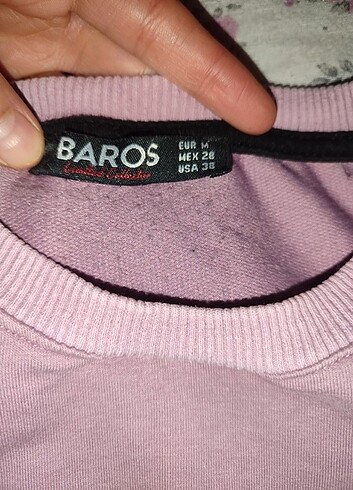 BAROS
EUR M
MEX 28
USA 38